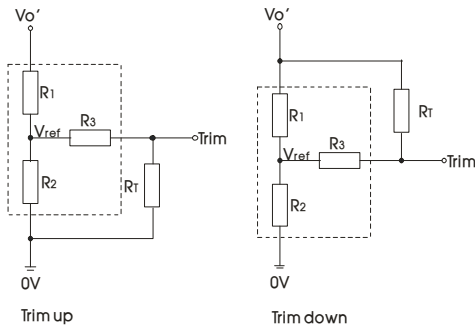 Vo'
R1
Vref
R3
Trim
R2
RT
0V
Trim up
Vo'
R1
RT
Vref
R3
Trim
R2
0V
Trim down